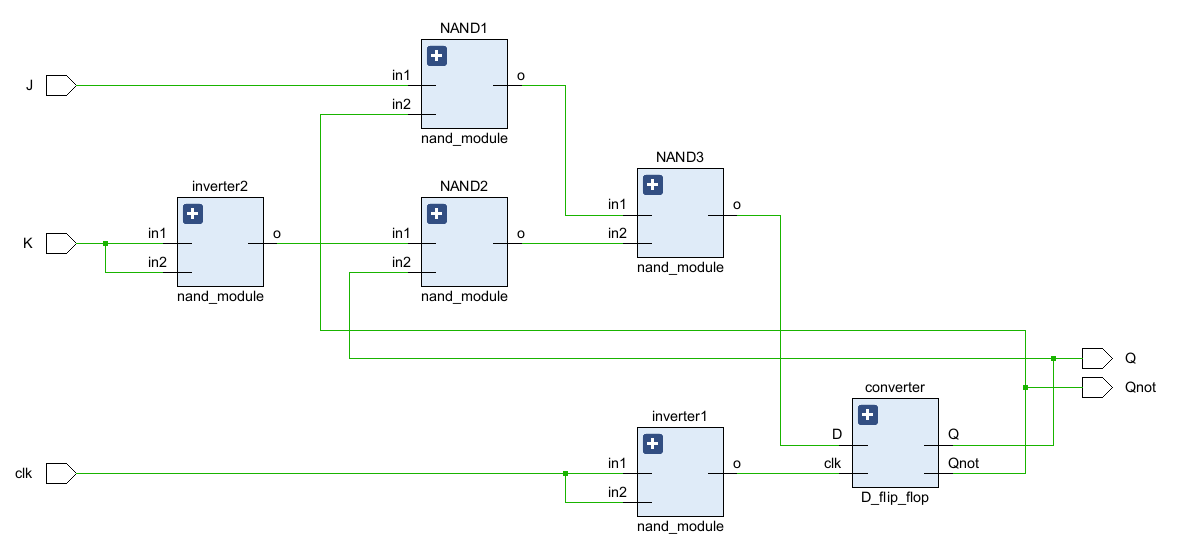 NAND1
J
in1
o
in2
nand_module
NAND3
inverter2
NAND2
in1
o
K
in1
o
in1
o
in2
in2
in2
nand_module
nand_module
nand_module
Q
converter
Qnot
inverter1
D
Q
clk
in1
o
clk
Qnot
in2
D_flip_flop
nand_module